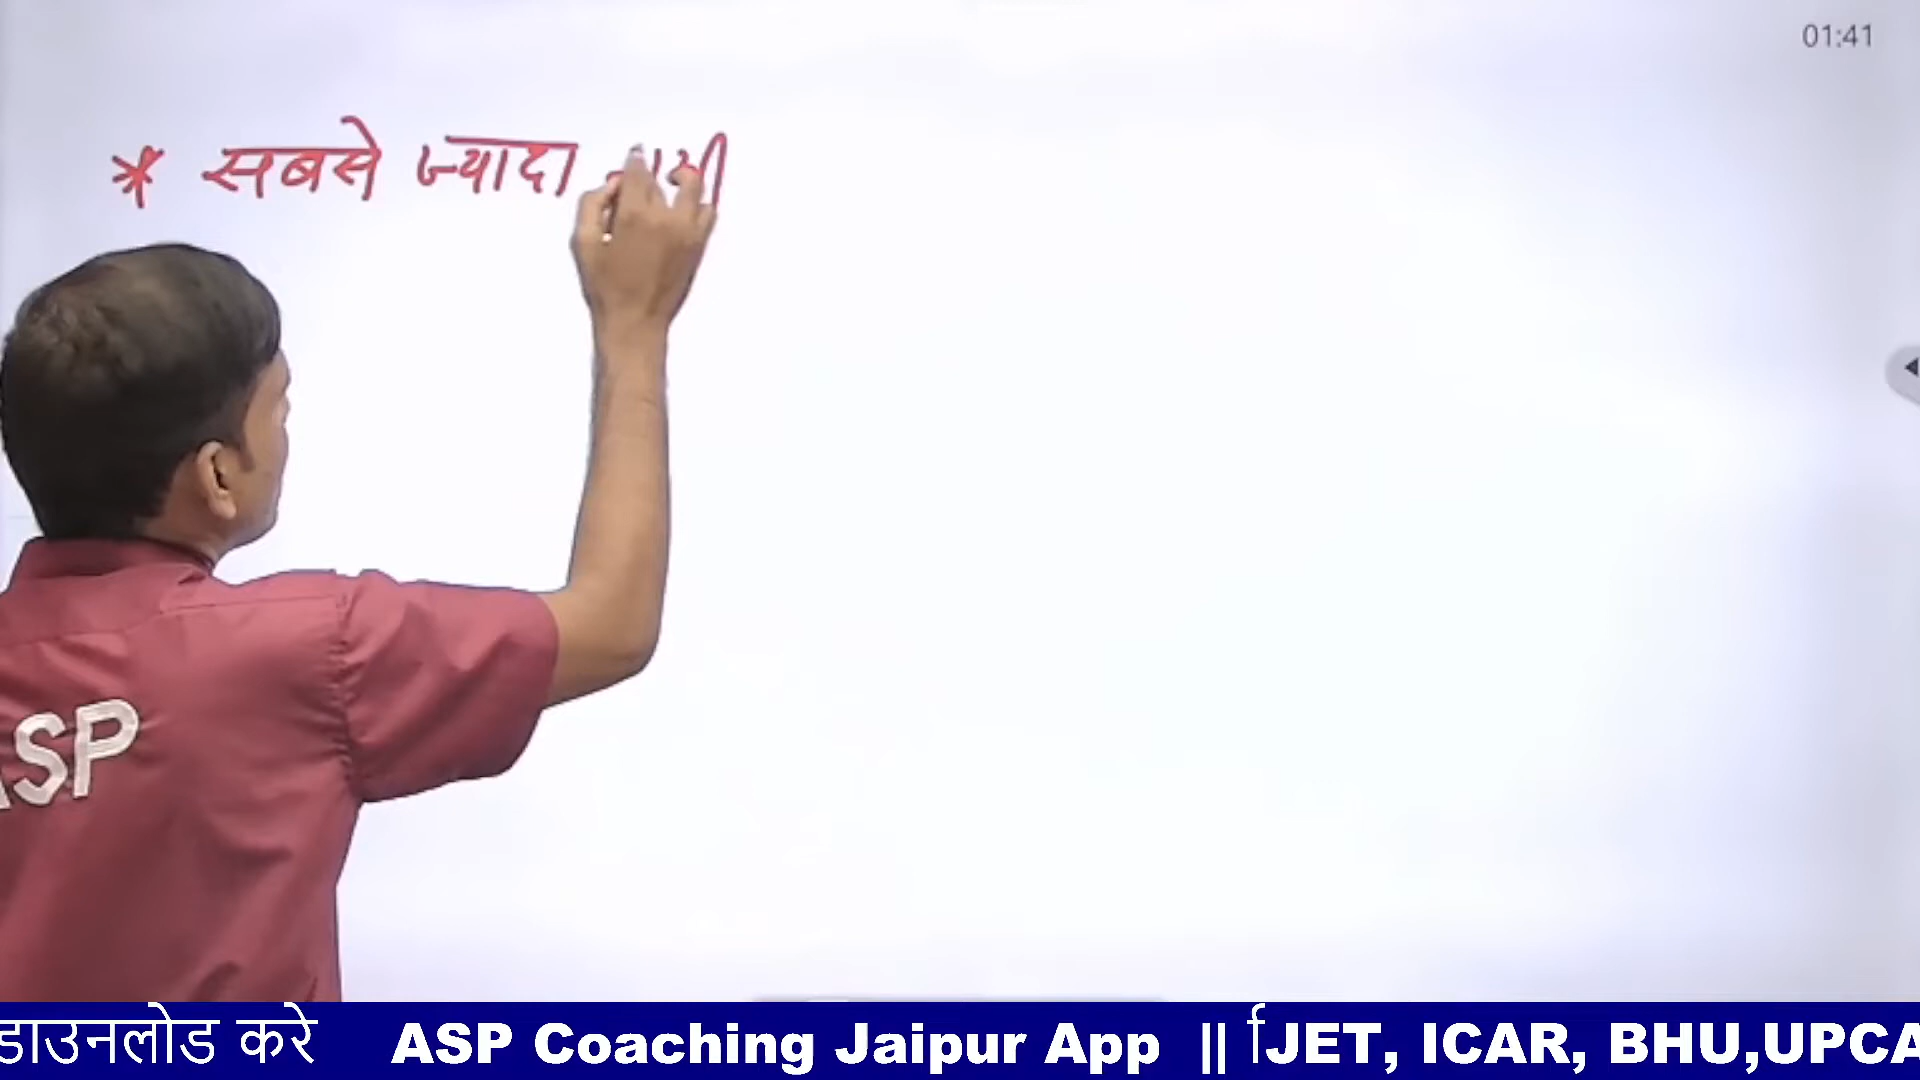 01:41
* सबसे ज्यादा
ASP
डाउनलोड करे ASP Coaching Jaipur App || JET, ICAR, BHU,UPCA